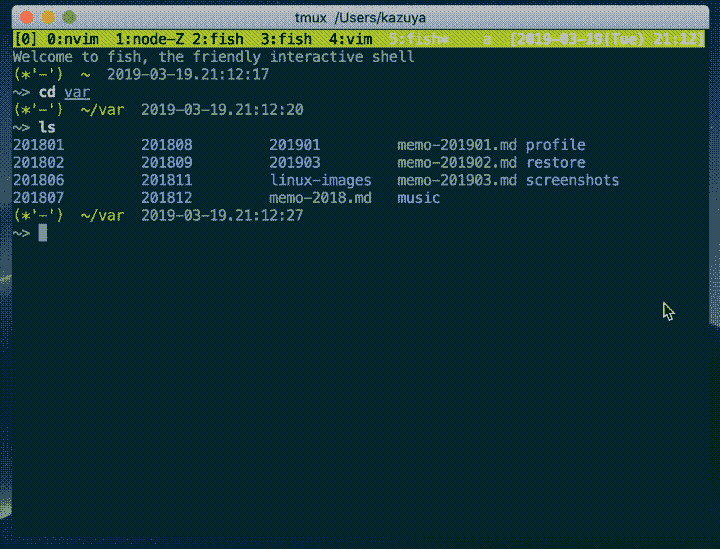 tmux /Users/kazuya
[0] 0:nvim 1:node-Z 2:fish 3:fish 4:vim 5:fish* a [2019-03-19(Tue) 21:12]
Welcome to fish, the friendly interactive shell
(*'-') ~ 2019-03-19.21:12:17
~> cd var
(*'-') ~/var 2019-03-19.21:12:20
~> ls
201801 201808 201901 memo-201901.md profile
201802 201809 201903 memo-201902.md restore
201806 201811 linux-images memo-201903.md screenshots
201807 201812 memo-2018.md music
(*'-') ~/var 2019-03-19.21:12:27
~>